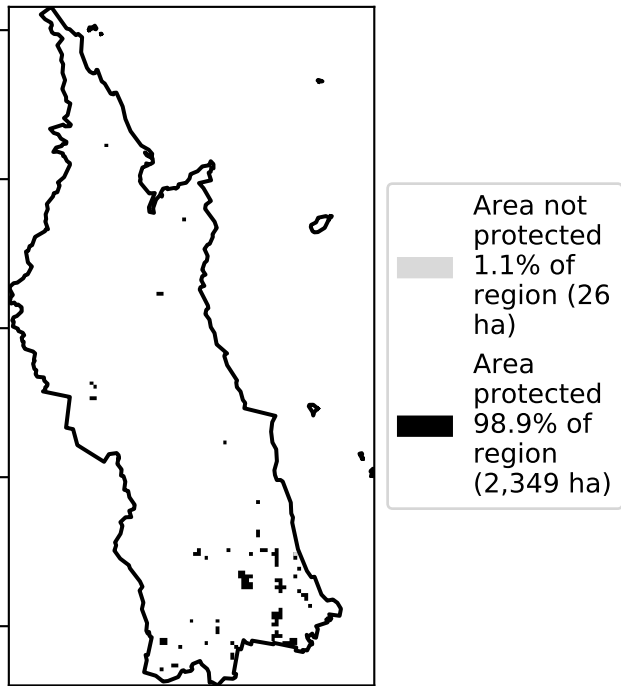 Area not
protected
1.1% of
region (26
ha)
Area
protected
98.9% of
region
(2,349 ha)